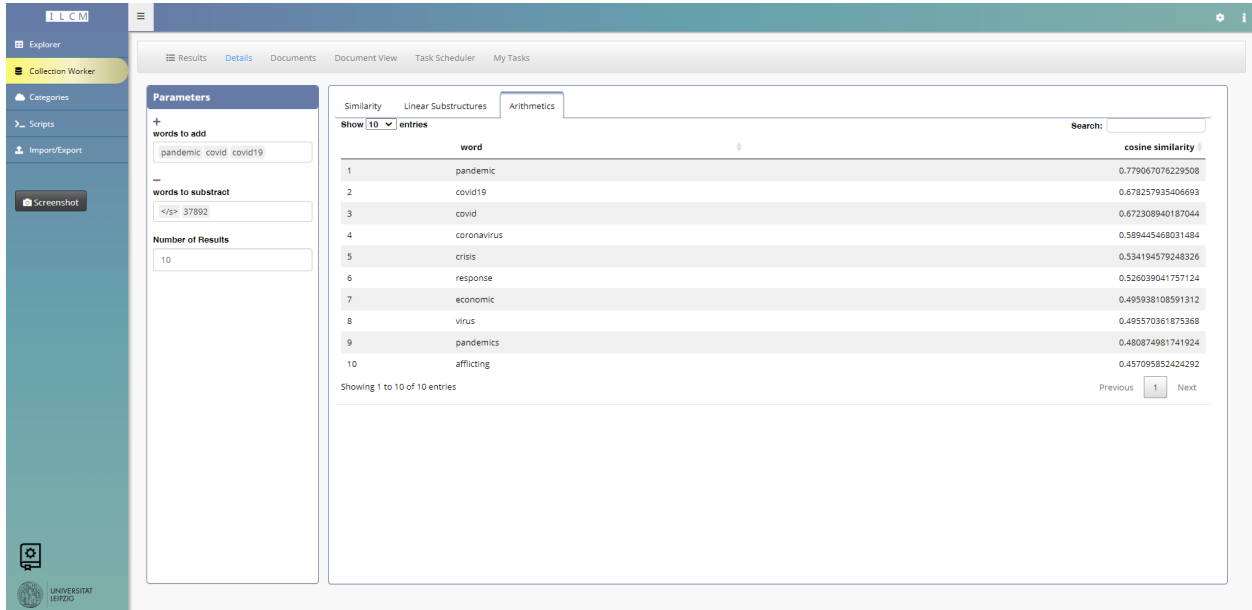 ILCM
Explorer
Collection Worker
Categories
Scripts
Import/Export
Screenshot
UNIVERSITÄT
LEIPZIG
Results Details Documents Document View Task Scheduler My Tasks
Parameters
+
words to add
pandemic covid covid19
–
words to substract
</s> 37892
Number of Results
10
Similarity Linear Substructures Arithmetics
Show 10 entries
Search:
word cosine similarity
1 pandemic 0.779067076229508
2 covid19 0.678257935406693
3 covid 0.672308940187044
4 coronavirus 0.589445468031484
5 crisis 0.534194579248326
6 response 0.526039041757124
7 economic 0.495938108591312
8 virus 0.495570361875368
9 pandemics 0.480874981741924
10 afflicting 0.457095852424292
Showing 1 to 10 of 10 entries
Previous 1 Next